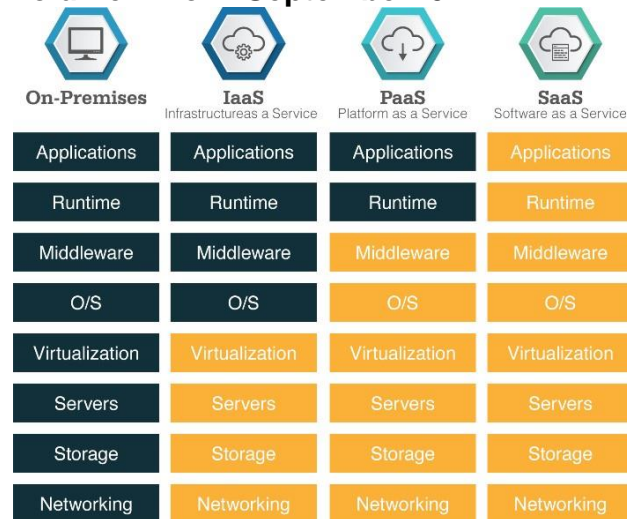 On-Premises IaaS PaaS SaaS
Infrastructureas a Service Platform as a Service Software as a Service
Applications Applications Applications Applications
Runtime Runtime Runtime Runtime
Middleware Middleware Middleware Middleware
O/S O/S O/S O/S
Virtualization Virtualization Virtualization Virtualization
Servers Servers Servers Servers
Storage Storage Storage Storage
Networking Networking Networking Networking